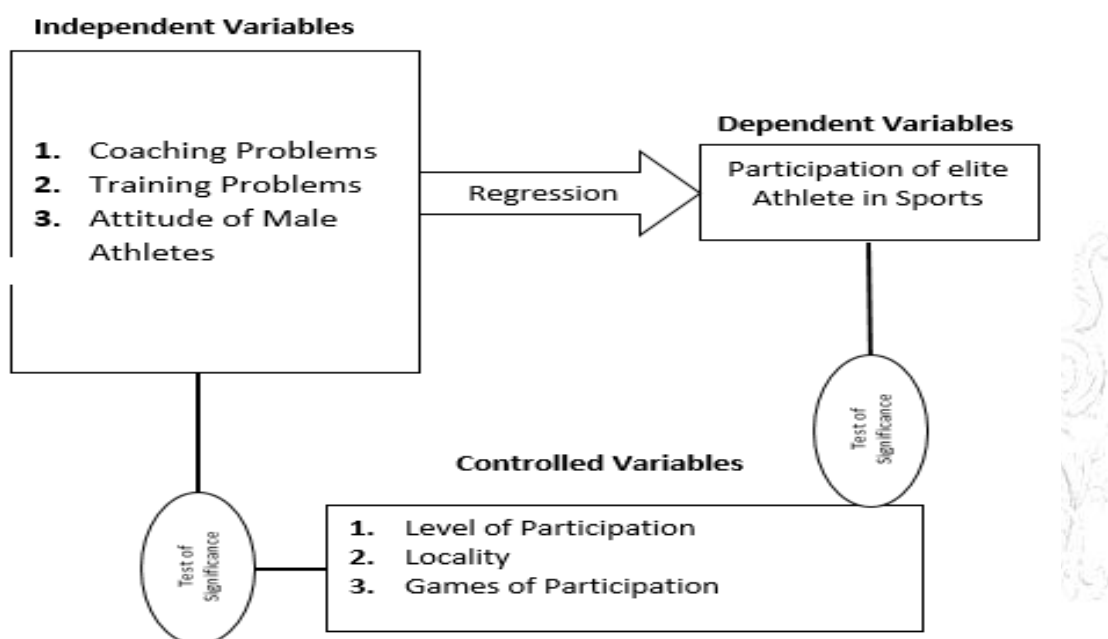 Independent Variables
1. Coaching Problems
2. Training Problems
3. Attitude of Male
Athletes
Regression
Dependent Variables
Participation of elite
Athlete in Sports
Test of
Significance
Controlled Variables
1. Level of Participation
2. Locality
3. Games of Participation
Test of
Significance